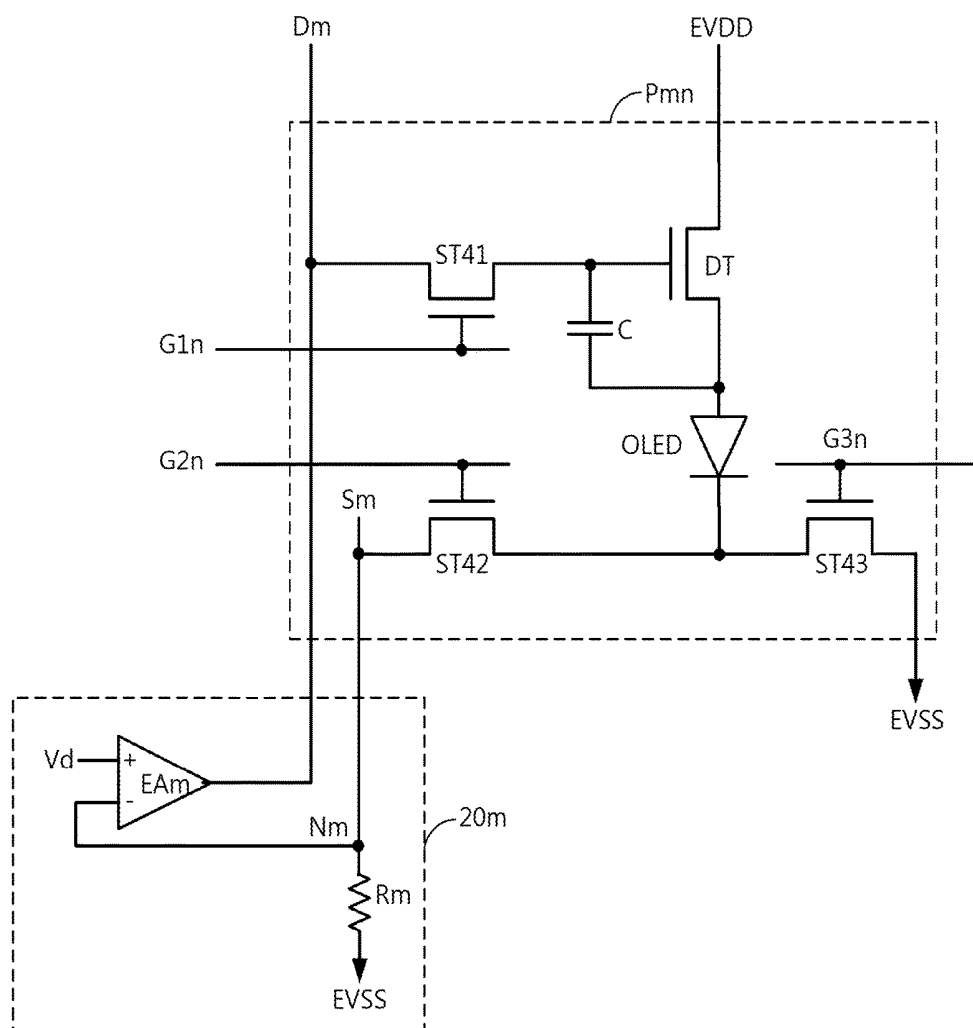 Dm
EVDD
Pmn
ST41
DT
C
G1n
G2n
OLED
G3n
Sm
ST42
ST43
EVSS
Vd
+
EAm
-
Nm
20m
Rm
EVSS